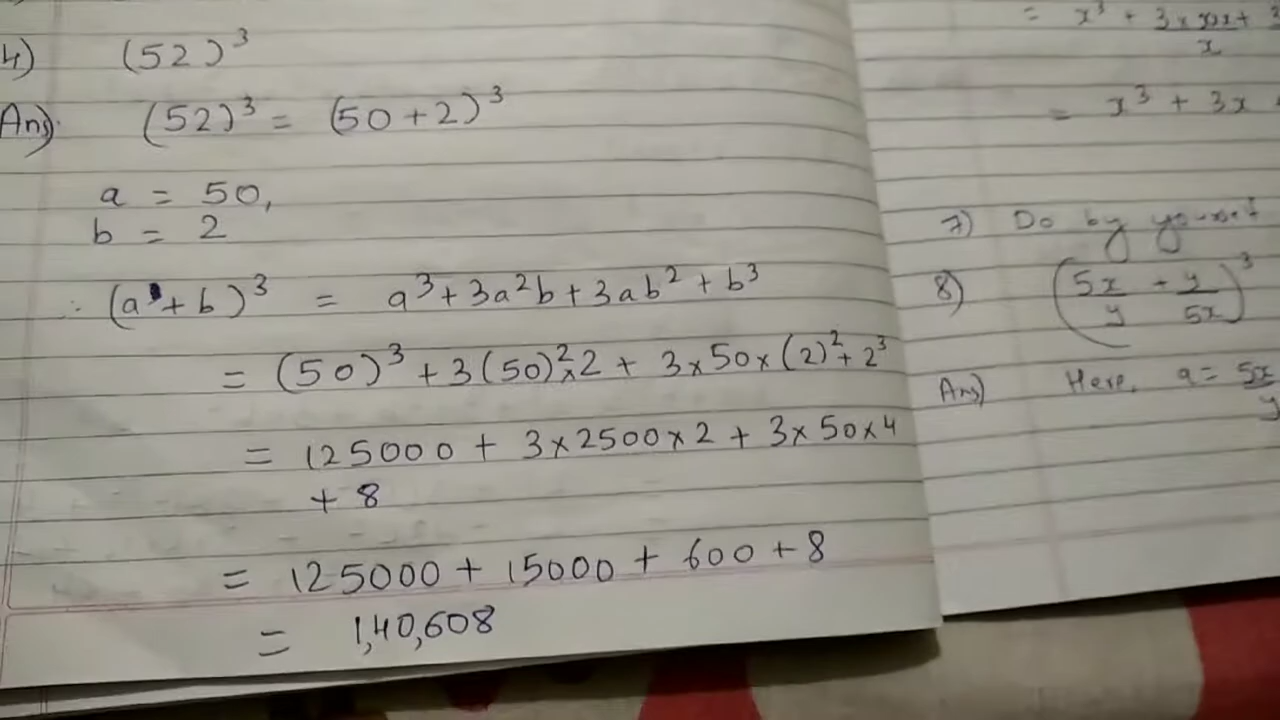 4) (52)³
Ans). (52)³ = (50+2)³
a = 50,
b = 2
∴ (a+b)³ = a³+3a²b+3ab²+b³
= (50)³+3(50)²×2+ 3×50×(2)²+2³
= 125000 + 3×2500×2 + 3×50×4
+ 8
= 125000 + 15000 + 600 + 8
= 1,40,608
= x³ +
x
= x³ + 3x
7) Do by yourself
8) (5x/y + y/5x)³
Ans) Here, a = 5x/y